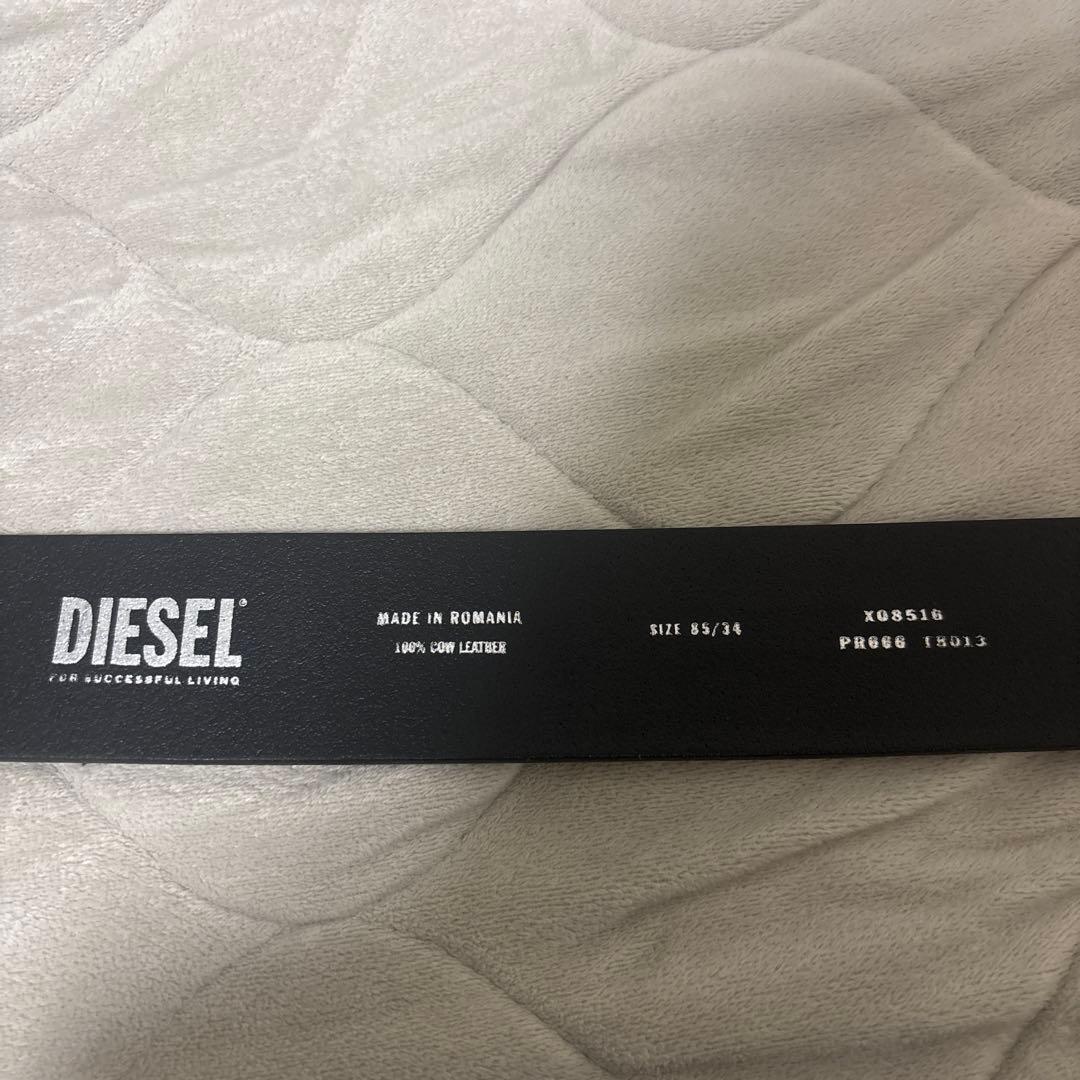 DIESEL®
FOR SUCCESSFUL LIVING
MADE IN ROMANIA
100% COW LEATHER
SIZE 85/34
X08516
PR666 T8013